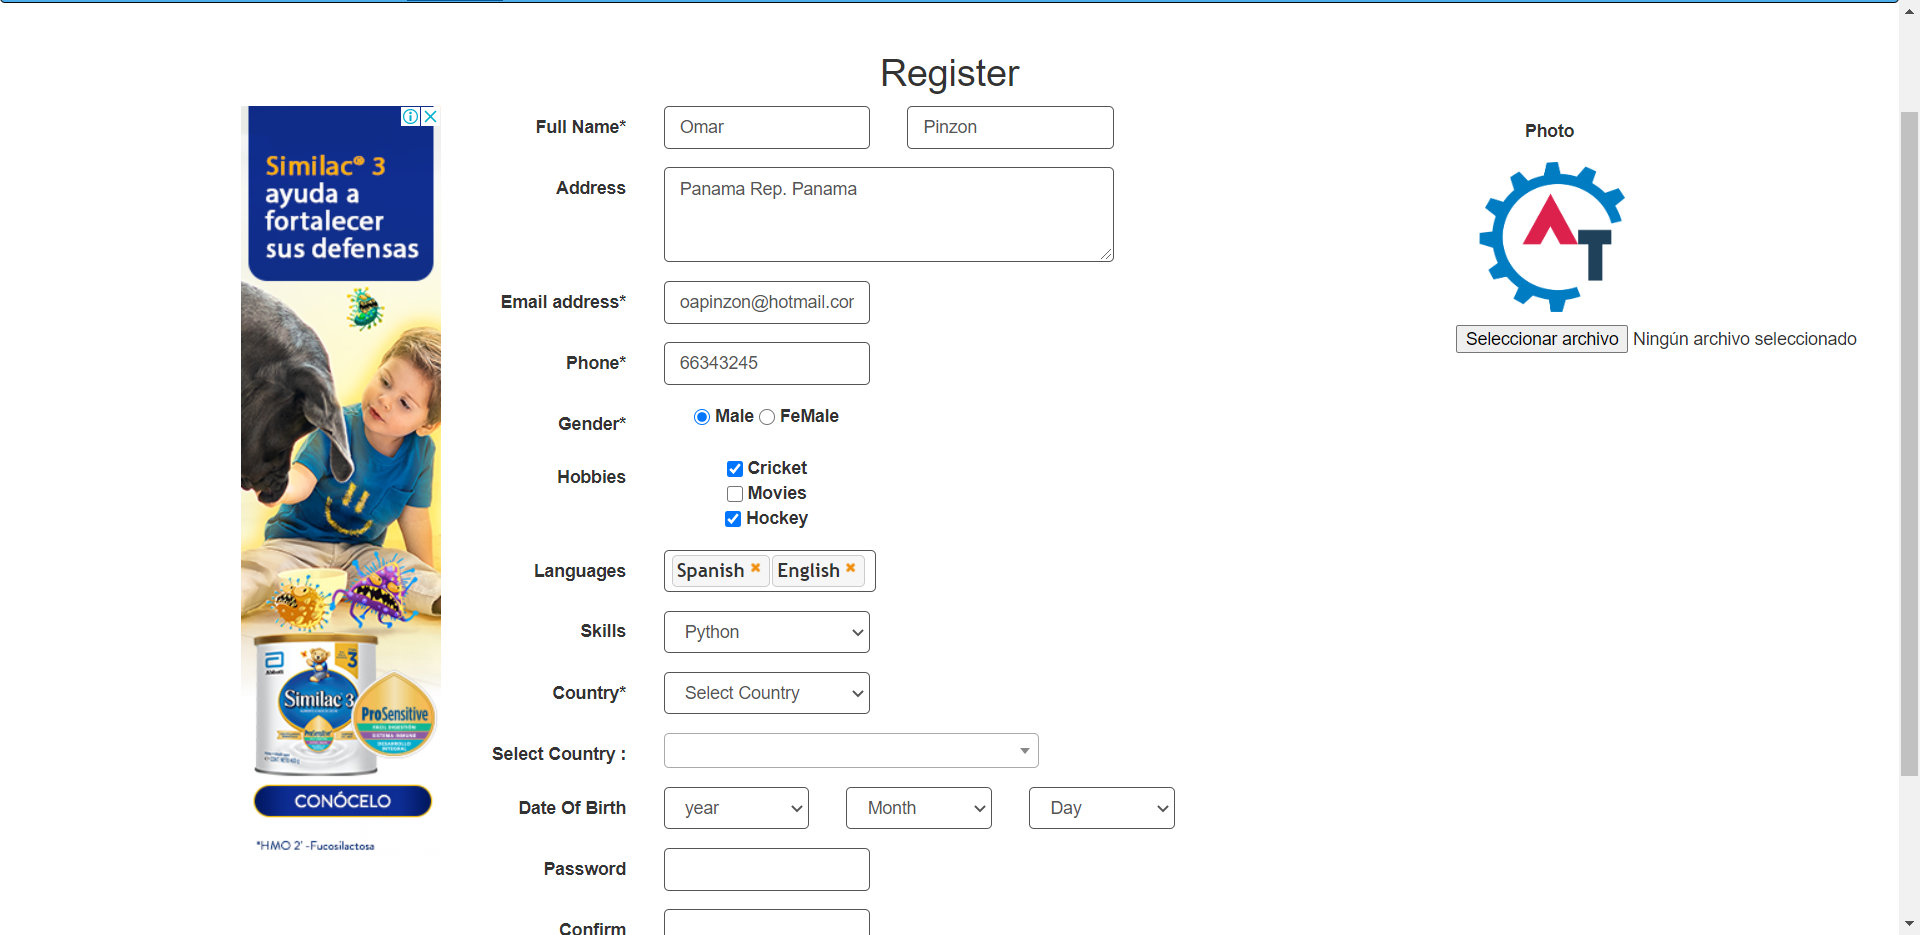 Register
Similac® 3
ayuda a
fortalecer
sus defensas
Similac 3
3
ProSensitive
CONÓCELO
*HMO 2' -Fucosilactosa
Full Name* Omar Pinzon
Address Panama Rep. Panama
Email address* oapinzon@hotmail.cor
Phone* 66343245
Gender* Male FeMale
Hobbies Cricket
Movies
Hockey
Languages Spanish English
Skills Python
Country* Select Country
Select Country :
Date Of Birth year Month Day
Password
Confirm
Photo
AT
Seleccionar archivo Ningún archivo seleccionado